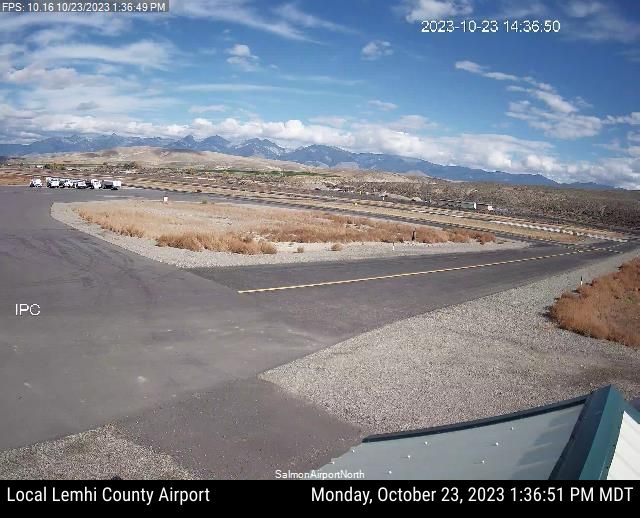 FPS: 10.16 10/23/2023 1:36:49 PM
2023-10-23 14:36:50
IPC
SalmonAirportNorth
Local Lemhi County Airport
Monday, October 23, 2023 1:36:51 PM MDT